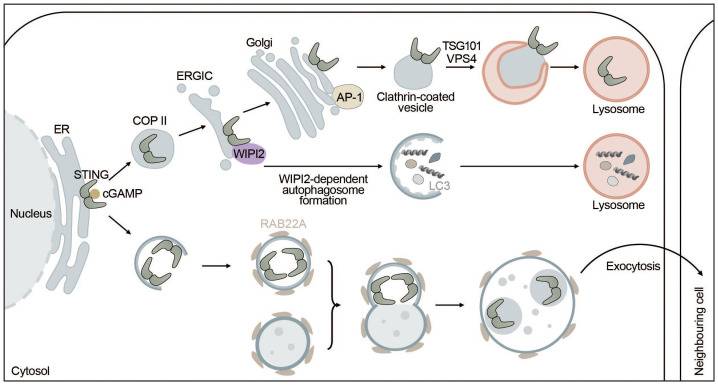 Golgi
TSG101
VPS4
ERGIC
AP-1
Clathrin-coated
vesicle
Lysosome
COP II
ER
WIPI2
STING
cGAMP
WIPI2-dependent
autophagosome
formation
LC3
Lysosome
Nucleus
RAB22A
Exocytosis
Neighbouring cell
Cytosol